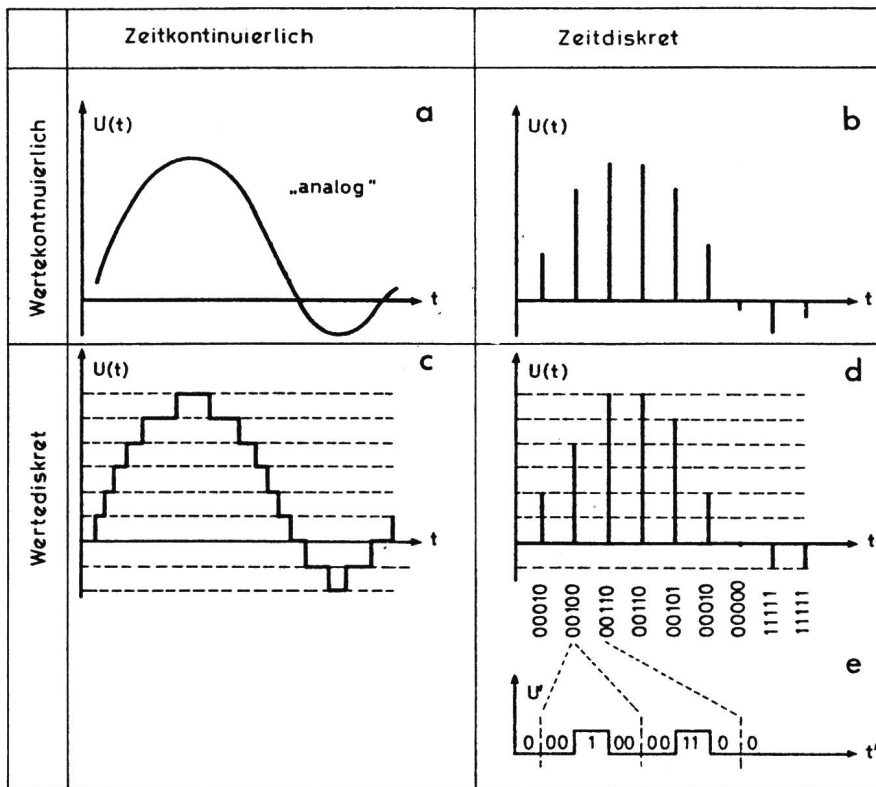 Zeitkontinuierlich
Zeitdiskret
Wertekontnuierlich
a
U(t)
„analog"
t
b
U(t)
t
Wertediskret
c
U(t)
t
d
U(t)
t
00010
00100
00110
00110
00101
00010
00000
11111
11111
e
U'
0 00 1 00 00 11 0 0
t'